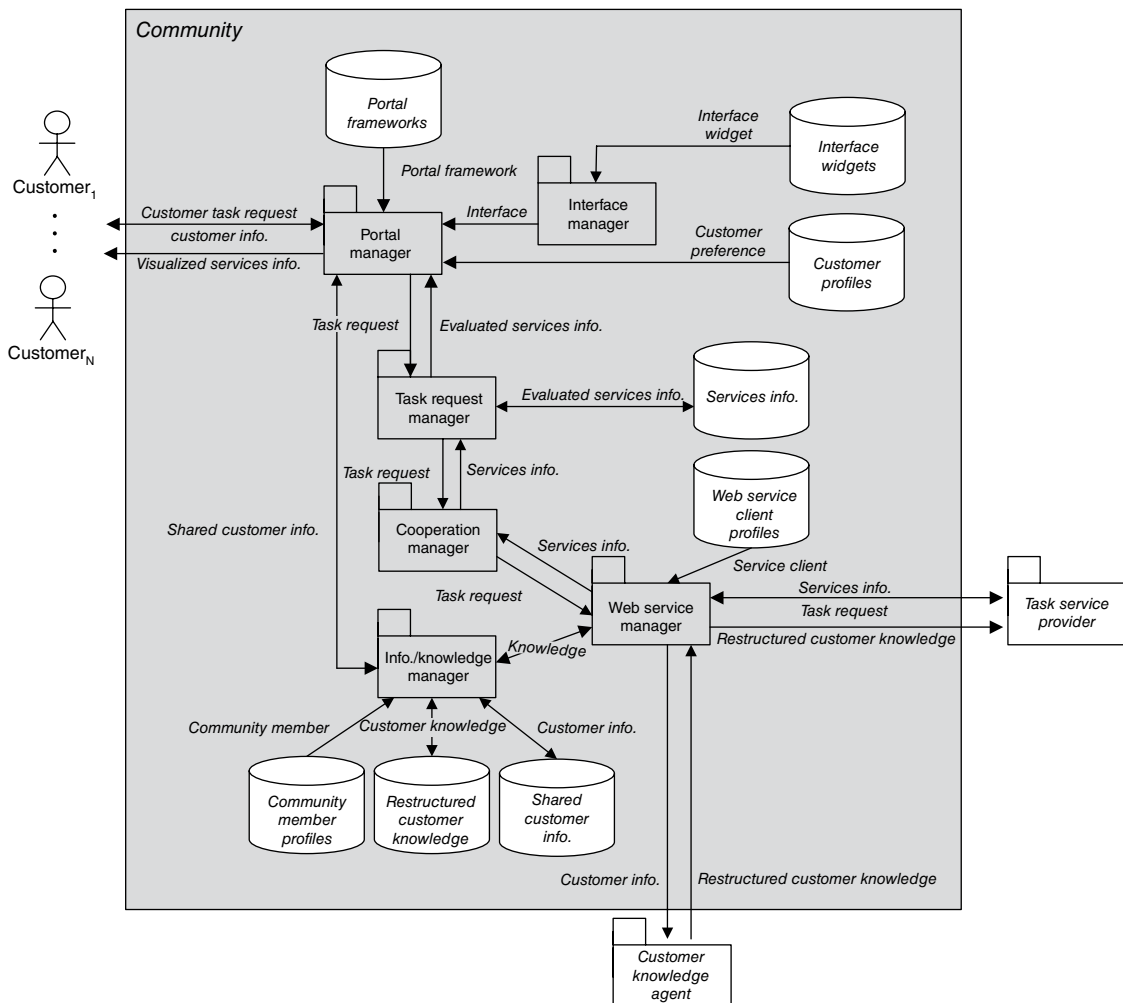 Community
Portal
frameworks
Interface
widget
Interface
widgets
Customer1
Portal framework
Interface
manager
Customer task request
customer info.
Visualized services info.
Portal
manager
Interface
Customer
preference
Customer
profiles
CustomerN
Task request
Evaluated services info.
Task request
manager
Evaluated services info.
Services info.
Task request
Services info.
Web service
client
profiles
Shared customer info.
Cooperation
manager
Services info.
Service client
Task request
Web service
manager
Services info.
Task request
Restructured customer knowledge
Task service
provider
Knowledge
Info./knowledge
manager
Community member
Customer knowledge
Customer info.
Community
member
profiles
Restructured
customer
knowledge
Shared
customer
info.
Customer info.
Restructured customer knowledge
Customer
knowledge
agent